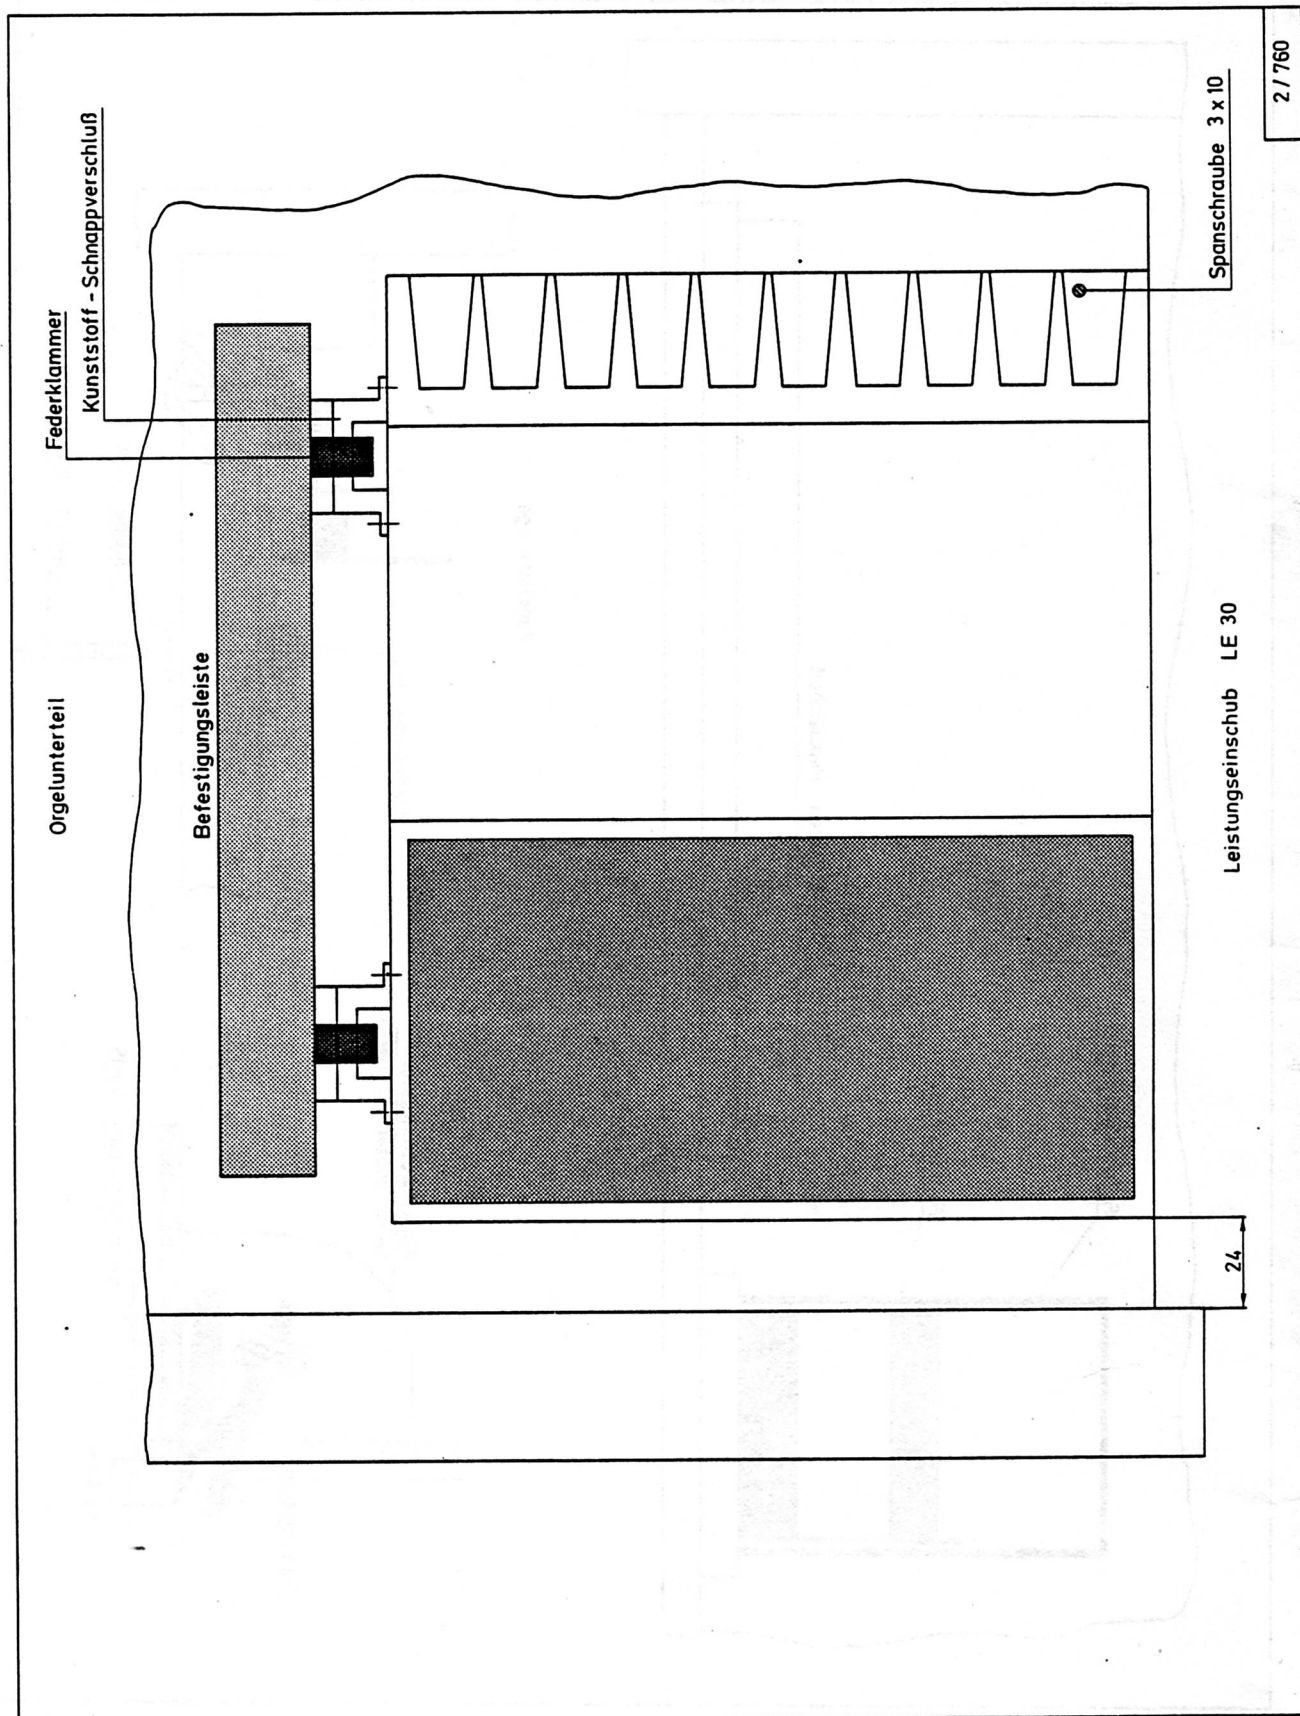 Orgelunterteil
Federklammer
Kunststoff - Schnappverschluß
Befestigungsleiste
24
Leistungseinschub LE 30
Spanschraube 3 x 10
2 / 760